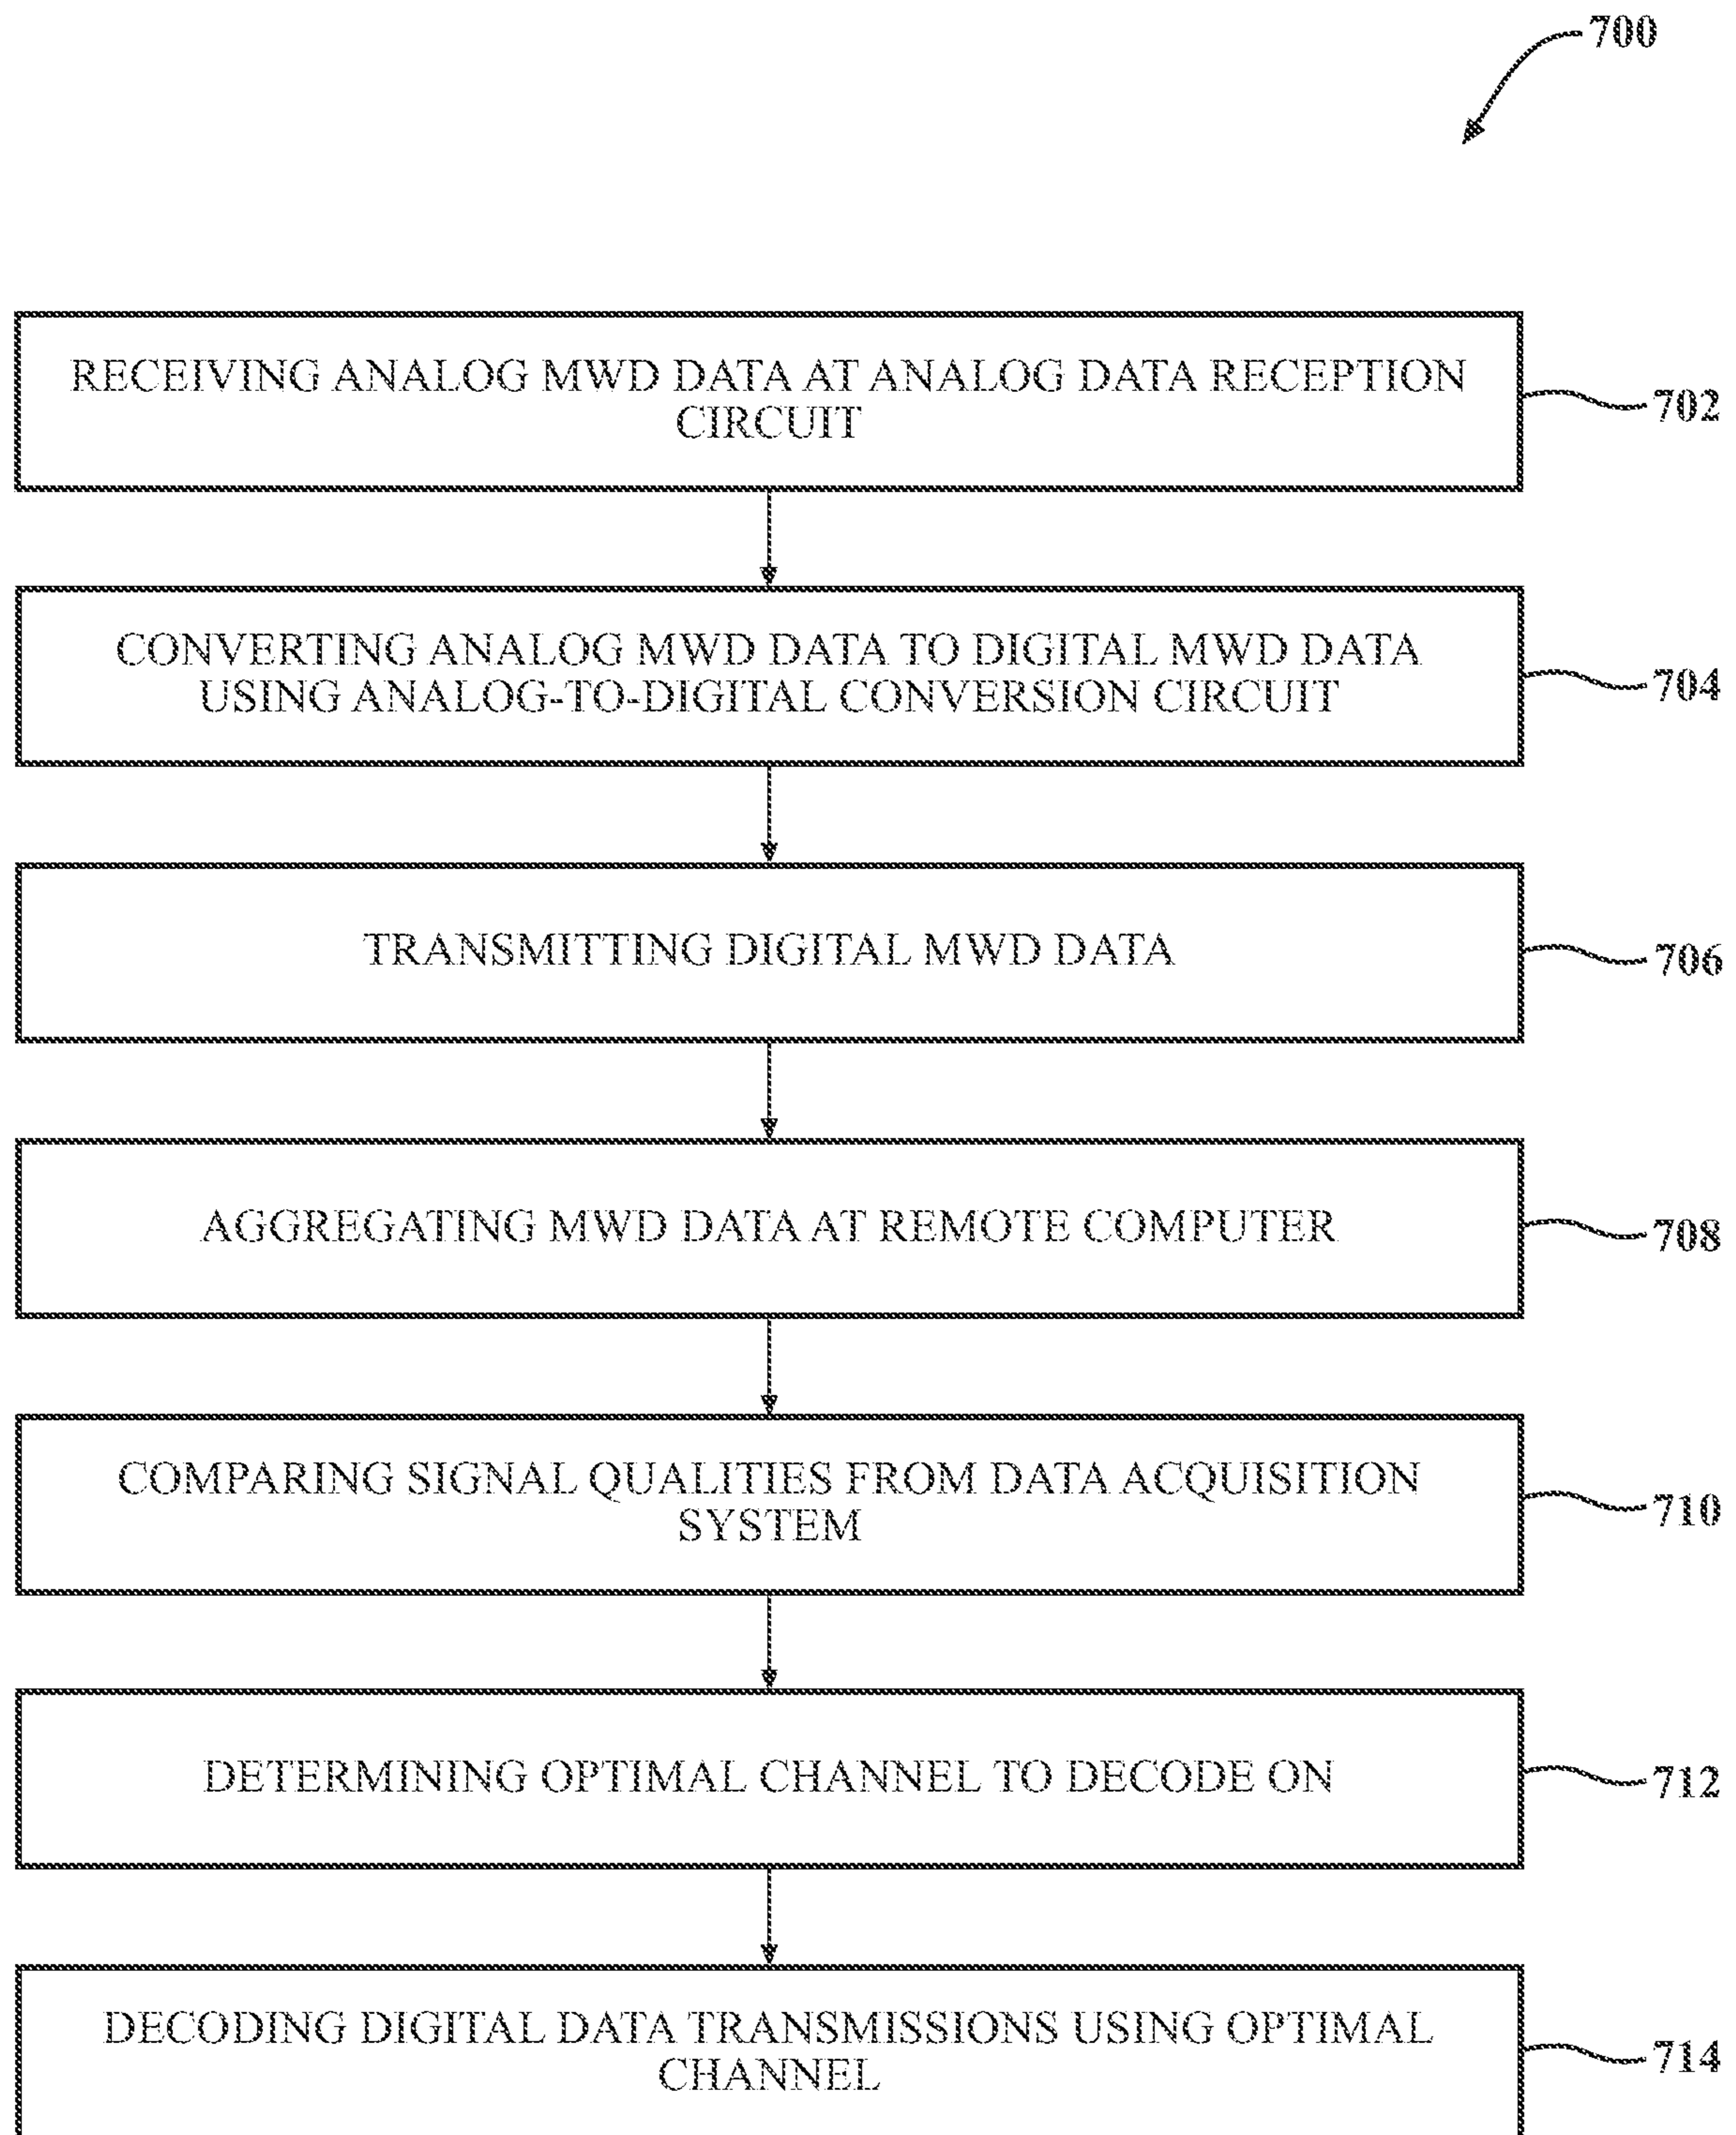 700
RECEIVING ANALOG MWD DATA AT ANALOG DATA RECEPTION
CIRCUIT
702
CONVERTING ANALOG MWD DATA TO DIGITAL MWD DATA
USING ANALOG-TO-DIGITAL CONVERSION CIRCUIT
704
TRANSMITTING DIGITAL MWD DATA
706
AGGREGATING MWD DATA AT REMOTE COMPUTER
708
COMPARING SIGNAL QUALITIES FROM DATA ACQUISITION
SYSTEM
710
DETERMINING OPTIMAL CHANNEL TO DECODE ON
712
DECODING DIGITAL DATA TRANSMISSIONS USING OPTIMAL
CHANNEL
714